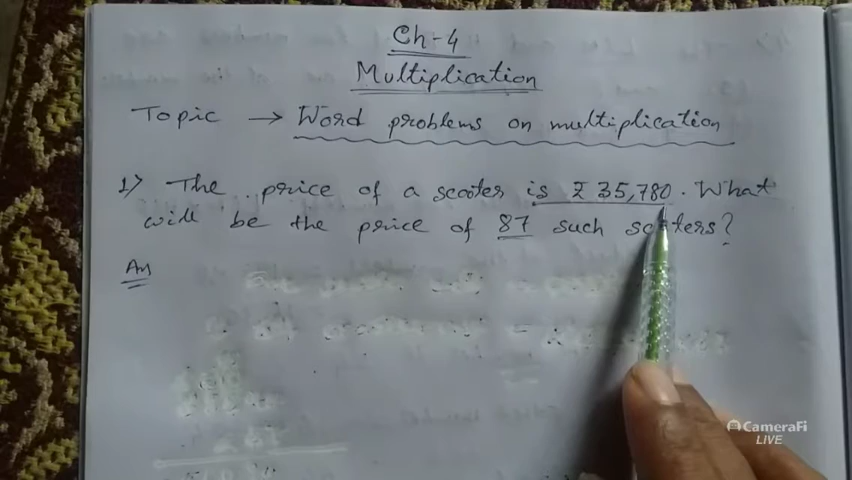 Ch-4
Multiplication
Topic → Word problems on multiplication
1) The price of a scooter is ₹ 35,780. What
will be the price of 87 such scooters?
Ans
CameraFi
LIVE